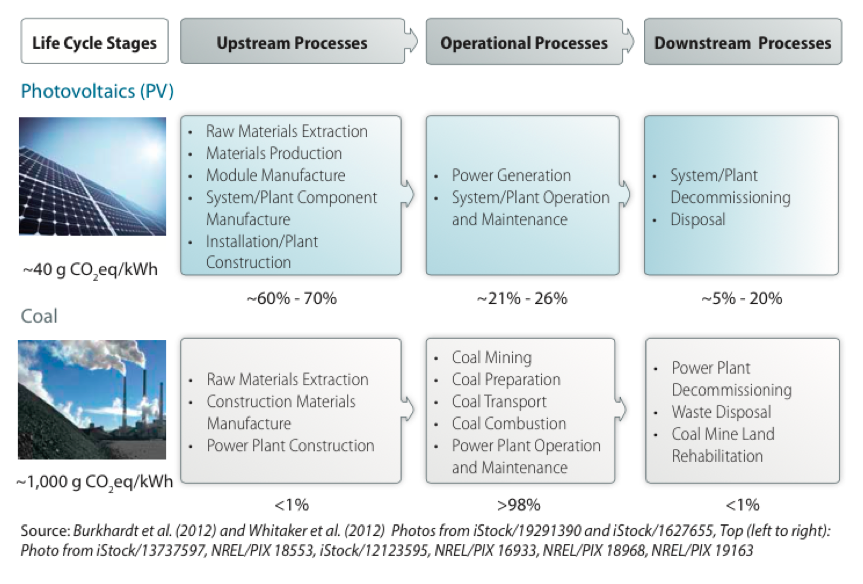 Life Cycle Stages
Upstream Processes
Operational Processes
Downstream Processes
Photovoltaics (PV)
• Raw Materials Extraction
• Materials Production
• Module Manufacture
• System/Plant Component
Manufacture
• Installation/Plant
Construction
• Power Generation
• System/Plant Operation
and Maintenance
• System/Plant
Decommissioning
• Disposal
~40 g CO₂eq/kWh
~60% - 70%
~21% - 26%
~5% - 20%
Coal
• Raw Materials Extraction
• Construction Materials
Manufacture
• Power Plant Construction
• Coal Mining
• Coal Preparation
• Coal Transport
• Coal Combustion
• Power Plant Operation
and Maintenance
• Power Plant
Decommissioning
• Waste Disposal
• Coal Mine Land
Rehabilitation
~1,000 g CO₂eq/kWh
<1%
>98%
<1%
Source: Burkhardt et al. (2012) and Whitaker et al. (2012) Photos from iStock/19291390 and iStock/1627655, Top (left to right):
Photo from iStock/13737597, NREL/PIX 18553, iStock/12123595, NREL/PIX 16933, NREL/PIX 18968, NREL/PIX 19163